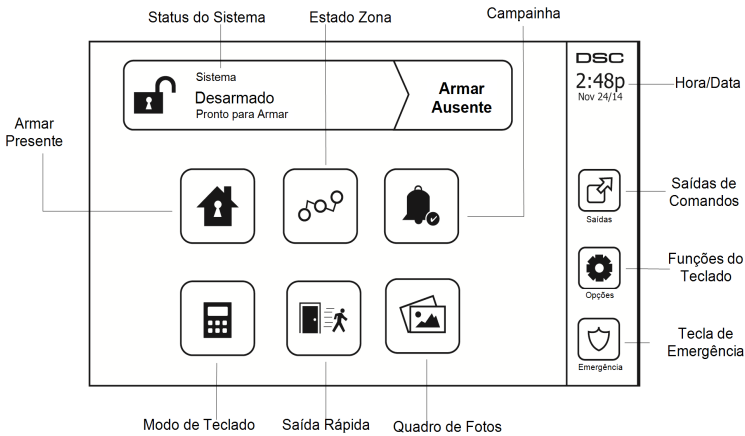 Status do Sistema
Estado Zona
Campainha
Sistema
Desarmado
Pronto para Armar
Armar
Ausente
DSC
2:48p
Nov 24/14
Hora/Data
Armar
Presente
Saídas
Saídas de
Comandos
Opções
Funções do
Teclado
Emergência
Tecla de
Emergência
Modo de Teclado
Saída Rápida
Quadro de Fotos